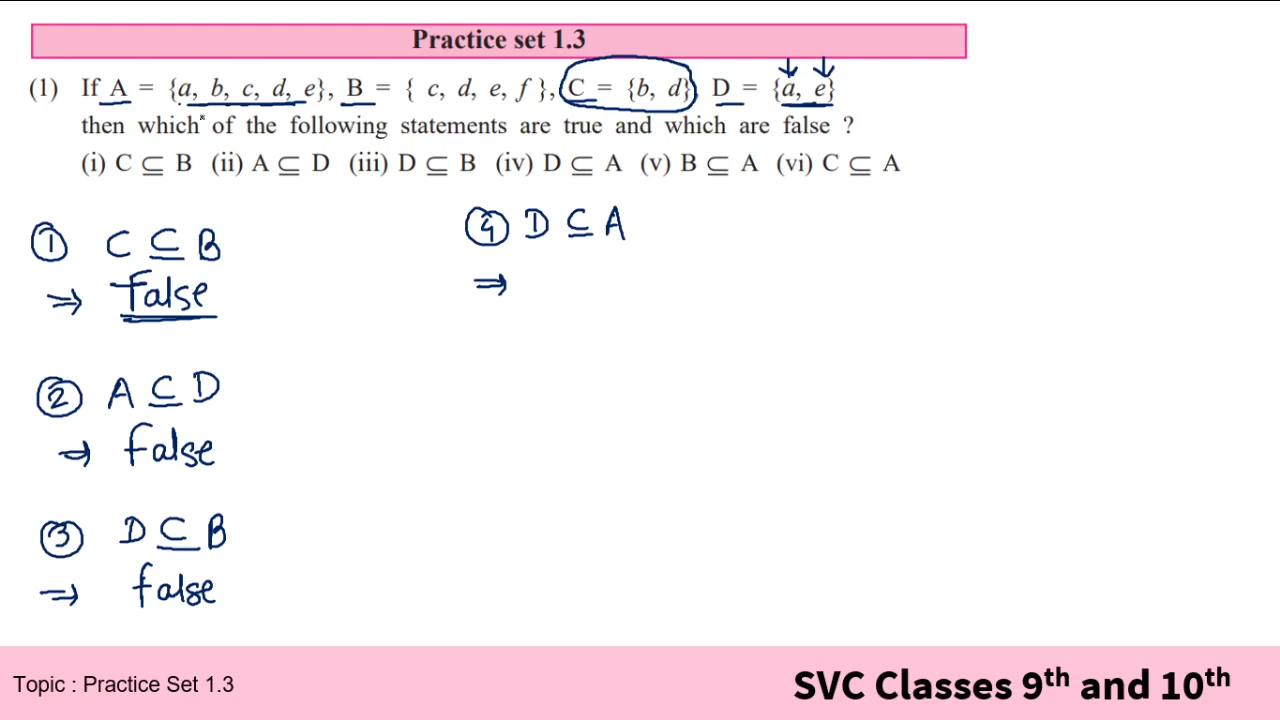 Practice set 1.3
(1) If A = {a, b, c, d, e}, B = { c, d, e, f }, C = {b, d}, D = {a, e}
then which of the following statements are true and which are false ?
(i) C ⊆ B (ii) A ⊆ D (iii) D ⊆ B (iv) D ⊆ A (v) B ⊆ A (vi) C ⊆ A
① C ⊆ B
⇒ false
② A ⊆ D
⇒ false
③ D ⊆ B
⇒ false
④ D ⊆ A
⇒
Topic : Practice Set 1.3
SVC Classes 9th and 10th